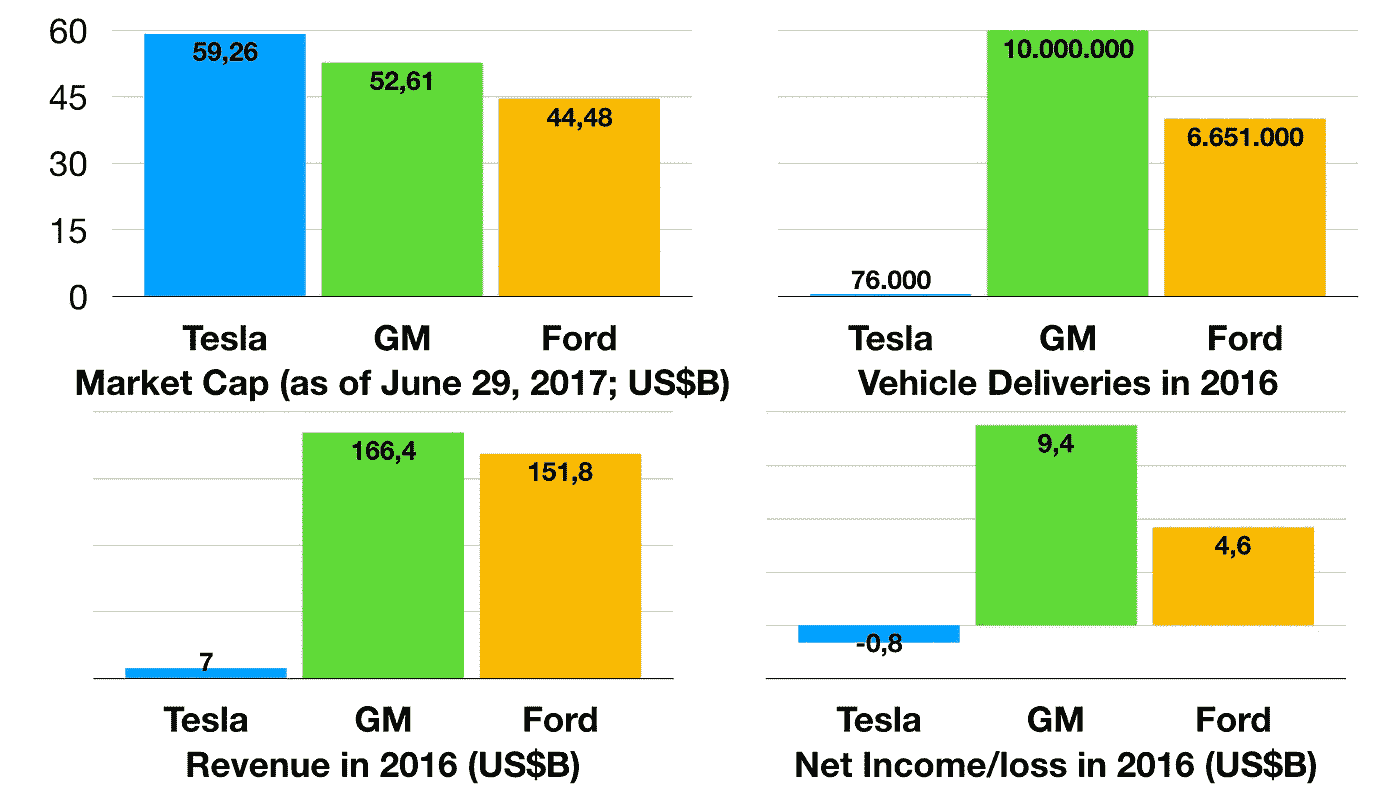 60
45
30
15
0
59,26
52,61
44,48
Tesla GM Ford
Market Cap (as of June 29, 2017; US$B)
76.000
10.000.000
6.651.000
Tesla GM Ford
Vehicle Deliveries in 2016
7
166,4
151,8
Tesla GM Ford
Revenue in 2016 (US$B)
-0,8
9,4
4,6
Tesla GM Ford
Net Income/loss in 2016 (US$B)